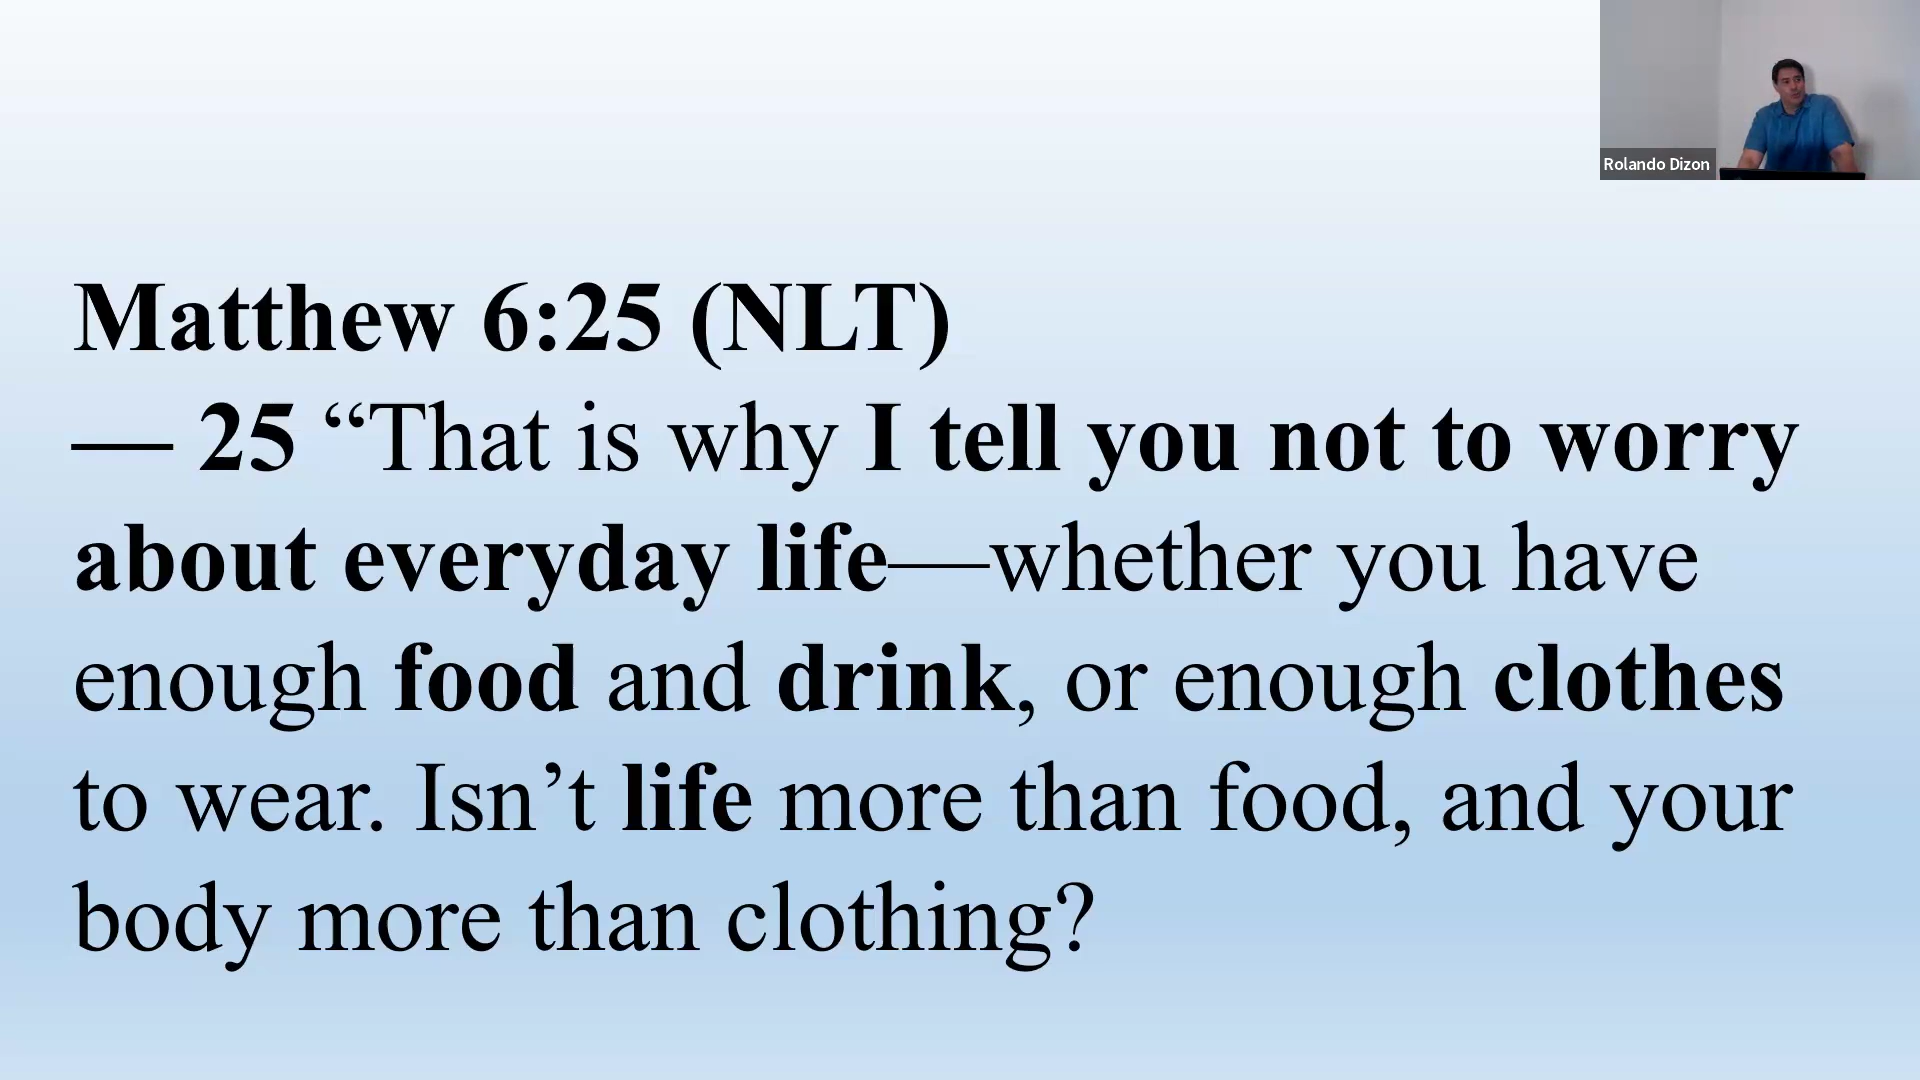 Rolando Dizon
Matthew 6:25 (NLT)
— 25 “That is why I tell you not to worry
about everyday life—whether you have
enough food and drink, or enough clothes
to wear. Isn’t life more than food, and your
body more than clothing?